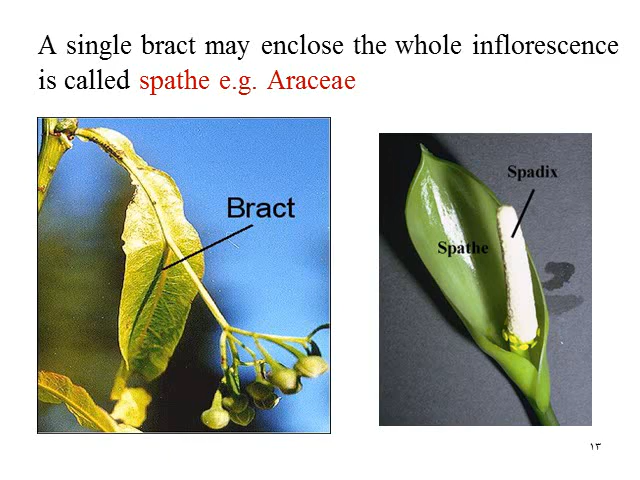 A single bract may enclose the whole inflorescence
is called spathe e.g. Araceae
Bract
Spadix
Spathe
١٣